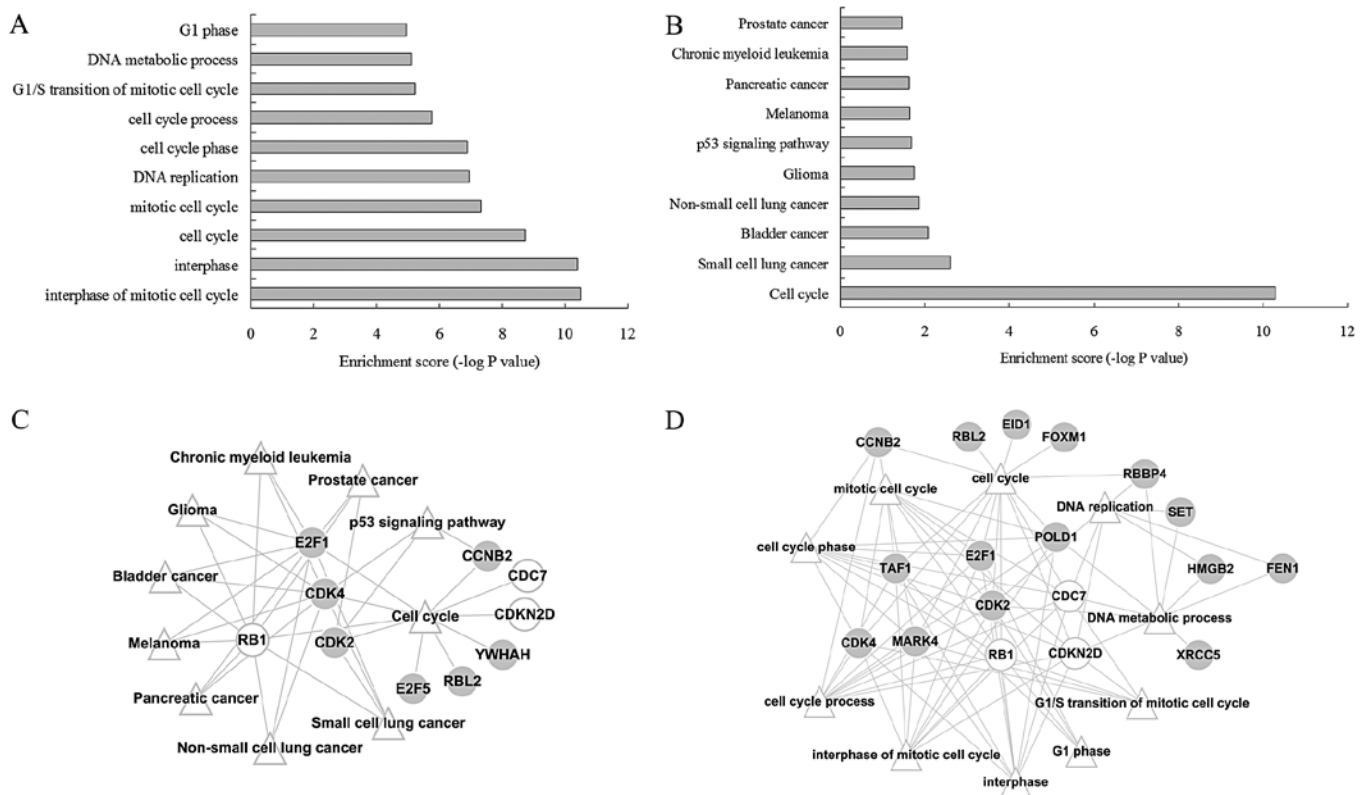 A
G1 phase
DNA metabolic process
G1/S transition of mitotic cell cycle
cell cycle process
cell cycle phase
DNA replication
mitotic cell cycle
cell cycle
interphase
interphase of mitotic cell cycle
0 2 4 6 8 10 12
Enrichment score (-log P value)
B
Prostate cancer
Chronic myeloid leukemia
Pancreatic cancer
Melanoma
p53 signaling pathway
Glioma
Non-small cell lung cancer
Bladder cancer
Small cell lung cancer
Cell cycle
0 2 4 6 8 10 12
Enrichment score (-log P value)
C
Chronic myeloid leukemia
Prostate cancer
Glioma
p53 signaling pathway
E2F1
CCNB2
Bladder cancer
CDC7
CDK4
Cell cycle
CDKN2D
Melanoma
RB1
CDK2
YWHAH
RBL2
E2F5
Pancreatic cancer
Small cell lung cancer
Non-small cell lung cancer
D
EID1
CCNB2
RBL2
FOXM1
RBBP4
cell cycle
mitotic cell cycle
DNA replication
SET
POLD1
cell cycle phase
E2F1
TAF1
HMGB2
FEN1
CDC7
CDK2
DNA metabolic process
CDK4
MARK4
RB1
CDKN2D
XRCC5
cell cycle process
G1/S transition of mitotic cell cycle
interphase of mitotic cell cycle
G1 phase
interphase